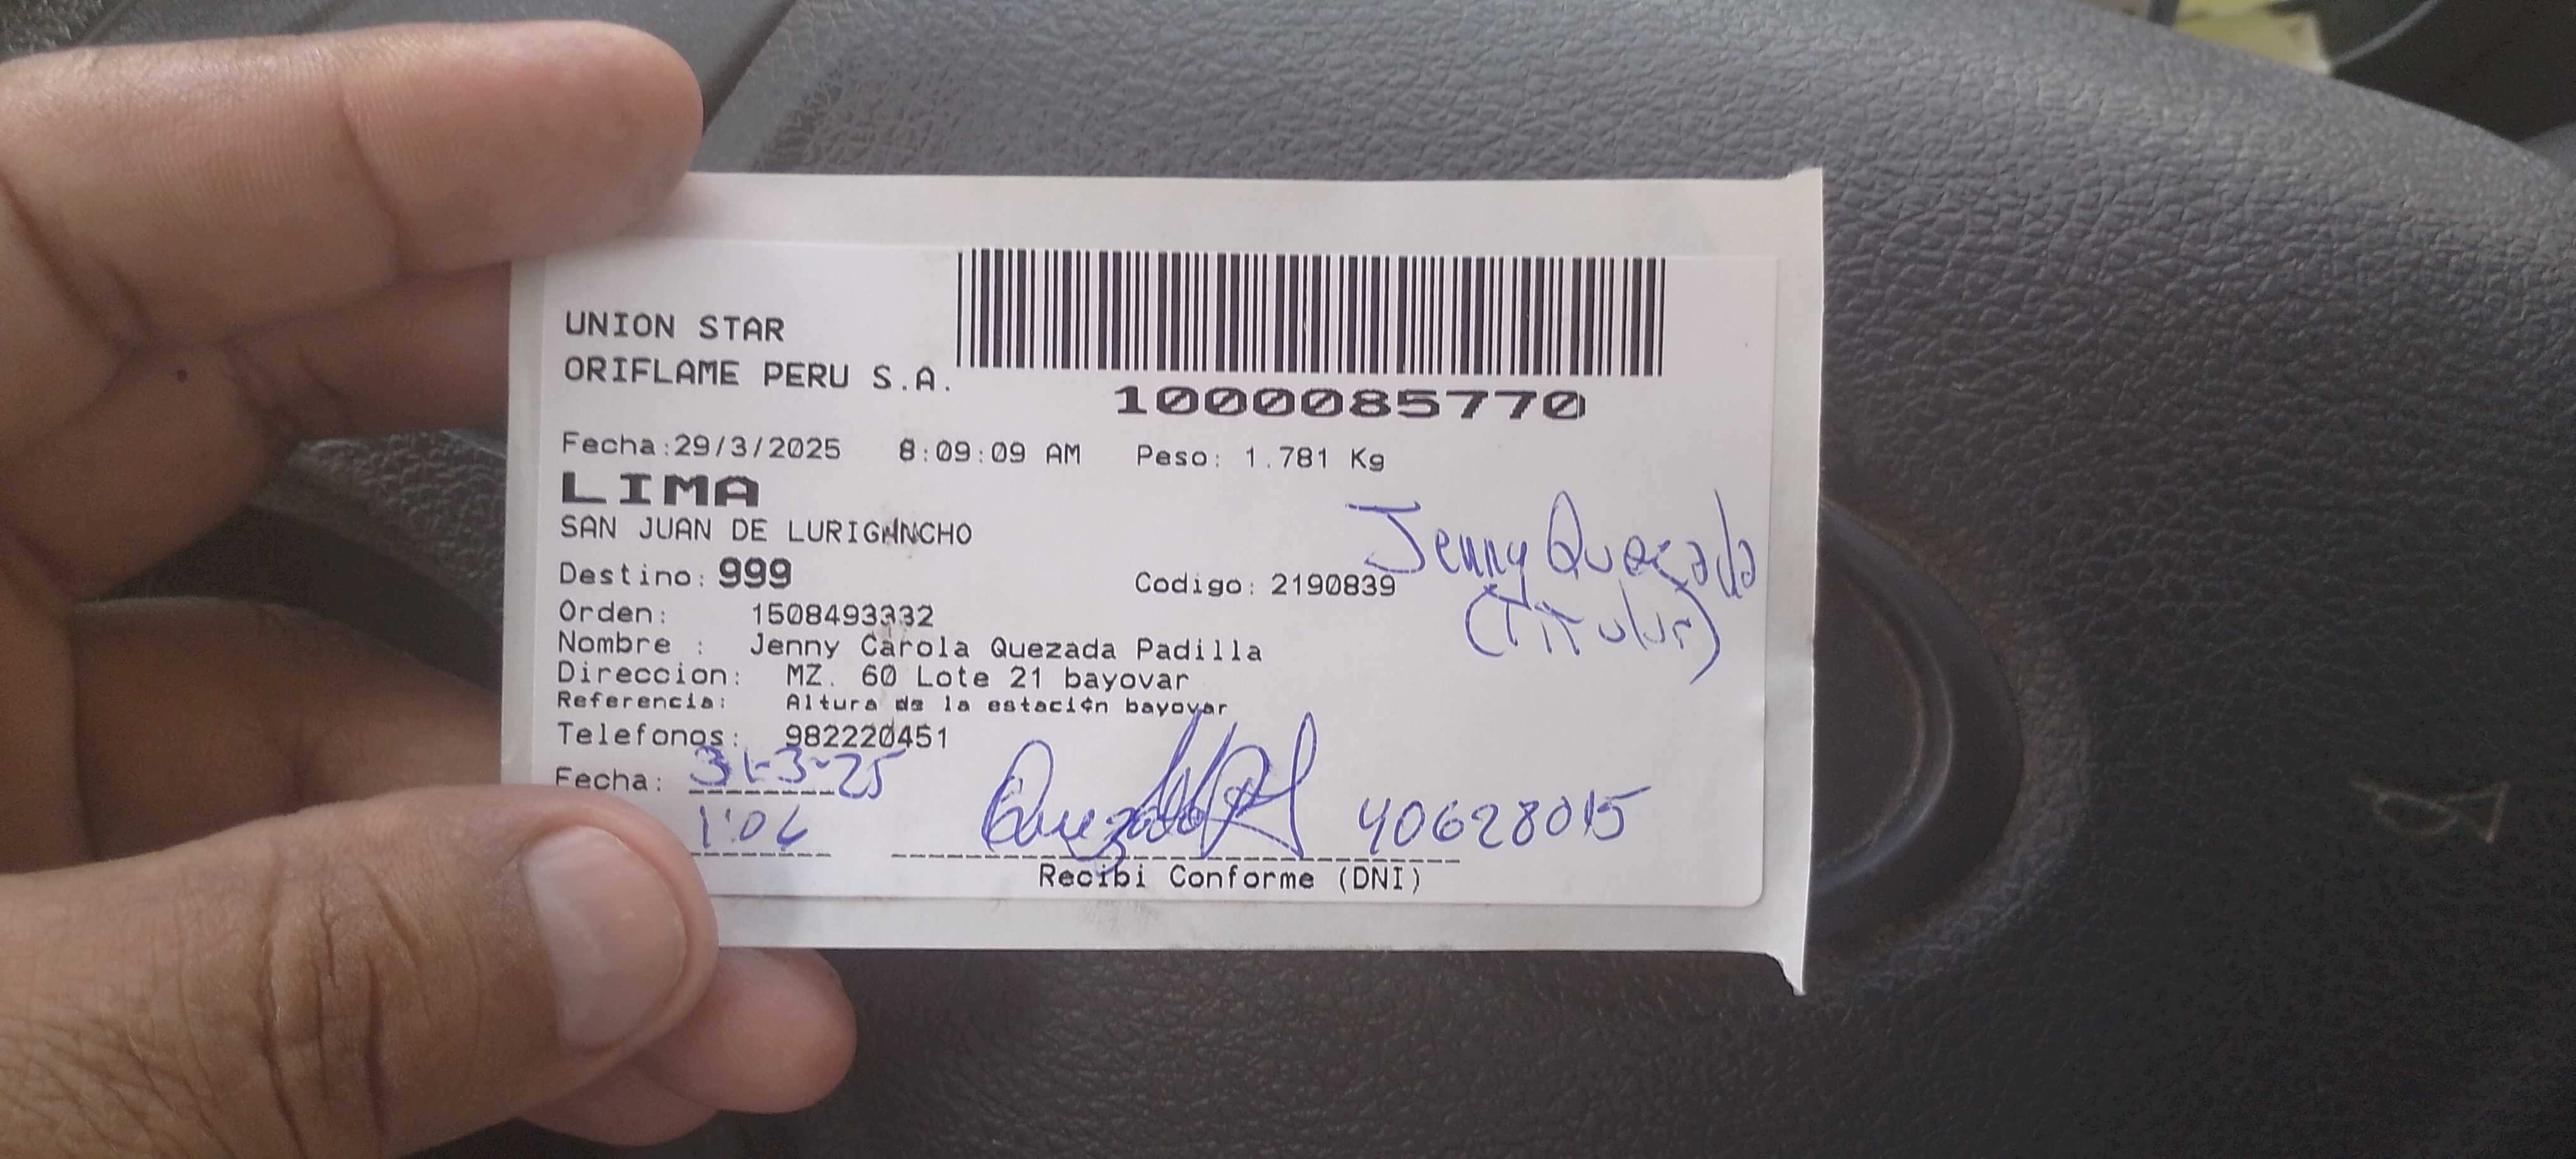 UNION STAR
ORIFLAME PERU S.A.
1000085770
Fecha:29/3/2025 8:09:09 AM Peso: 1.781 Kg
LIMA
SAN JUAN DE LURIGANCHO
Destino: 999 Codigo: 2190839
Jenny Quezada
(Titular)
Orden: 1508493332
Nombre : Jenny Carola Quezada Padilla
Direccion: MZ. 60 Lote 21 bayovar
Referencia: Altura de la estaci¢n bayovar
Telefonos: 982220451
Fecha: 31-3-25
1:06 40628015
Recibi Conforme (DNI)